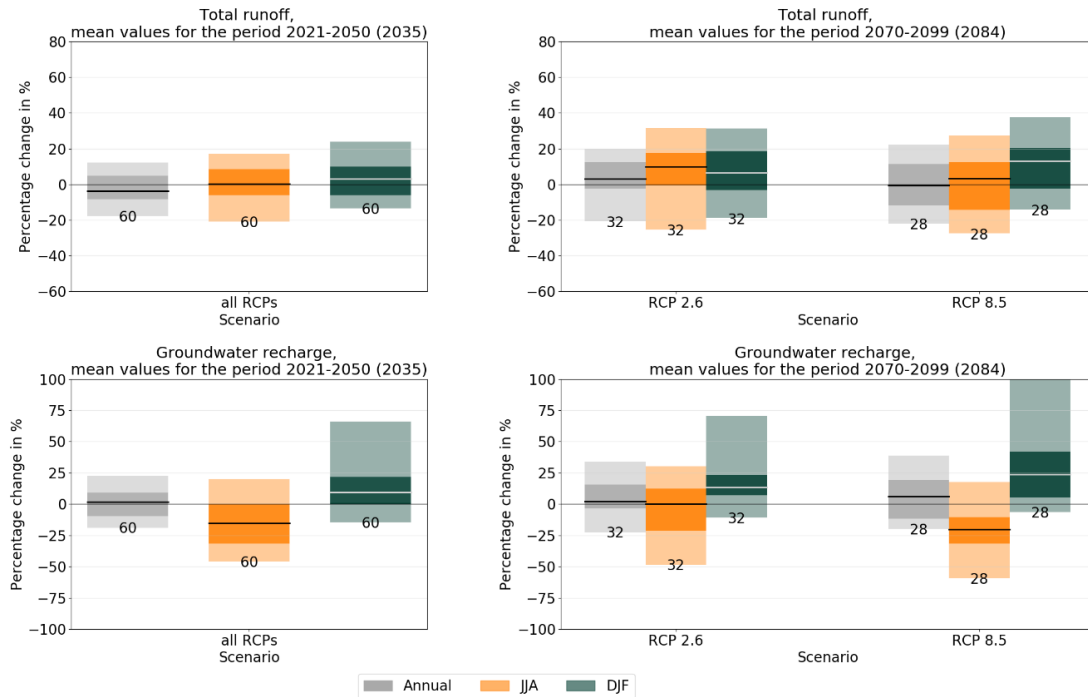 Total runoff,
mean values for the period 2021-2050 (2035)
Percentage change in %
80
60
40
20
0
−20
−40
−60
60
60
60
all RCPs
Scenario
Total runoff,
mean values for the period 2070-2099 (2084)
Percentage change in %
80
60
40
20
0
−20
−40
−60
32
32
32
28
28
28
RCP 2.6
RCP 8.5
Scenario
Groundwater recharge,
mean values for the period 2021-2050 (2035)
Percentage change in %
100
75
50
25
0
−25
−50
−75
−100
60
60
60
all RCPs
Scenario
Groundwater recharge,
mean values for the period 2070-2099 (2084)
Percentage change in %
100
75
50
25
0
−25
−50
−75
−100
32
32
32
28
28
28
RCP 2.6
RCP 8.5
Scenario
Annual
JJA
DJF